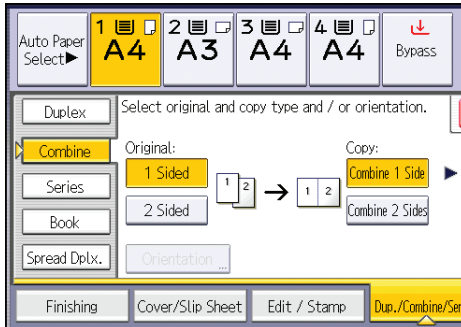 Auto Paper
Select▶
1
A4
2
A3
3
A4
4
A4
Bypass
Select original and copy type and / or orientation.
Duplex
Combine
Series
Book
Spread Dplx.
Original:
1 Sided
2 Sided
1
2
→
1 2
Copy:
Combine 1 Side
Combine 2 Sides
Orientation ...
Finishing
Cover/Slip Sheet
Edit / Stamp
Dup./Combine/Ser